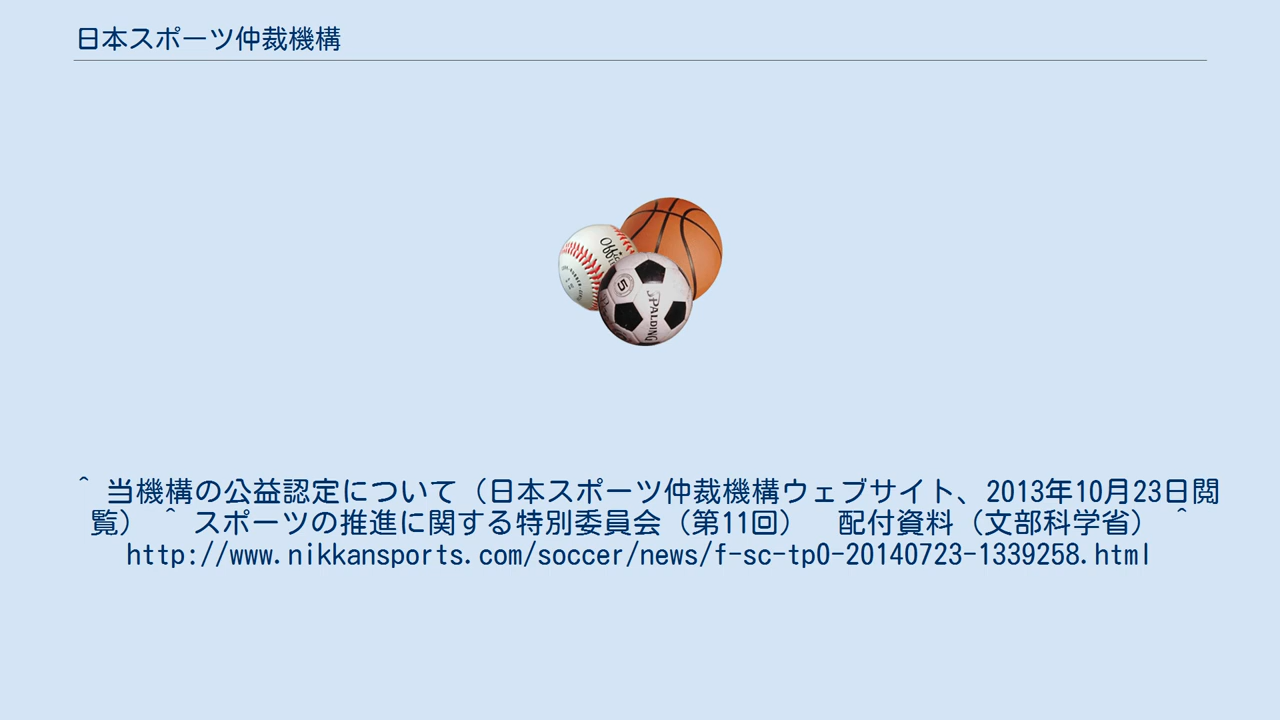 日本スポーツ仲裁機構
Offic
5
SPALDING
^ 当機構の公益認定について（日本スポーツ仲裁機構ウェブサイト、2013年10月23日閲
覧） ^ スポーツの推進に関する特別委員会（第11回）　配付資料（文部科学省） ^
http://www.nikkansports.com/soccer/news/f-sc-tp0-20140723-1339258.html